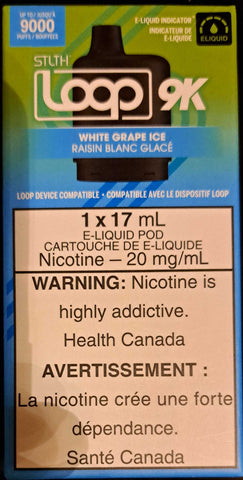 UP TO / JUSQU'À
9000
PUFFS / BOUFFÉES
E-LIQUID INDICATOR
INDICATEUR DE
E-LIQUIDE
ELIQUID
STLTH
LOOP 9K
WHITE GRAPE ICE
RAISIN BLANC GLACÉ
LOOP DEVICE COMPATIBLE • COMPATIBLE AVEC LE DISPOSITIF LOOP
1 x 17 mL
E-LIQUID POD
CARTOUCHE DE E-LIQUIDE
Nicotine – 20 mg/mL
WARNING: Nicotine is
highly addictive.
Health Canada
AVERTISSEMENT :
La nicotine crée une forte
dépendance.
Santé Canada